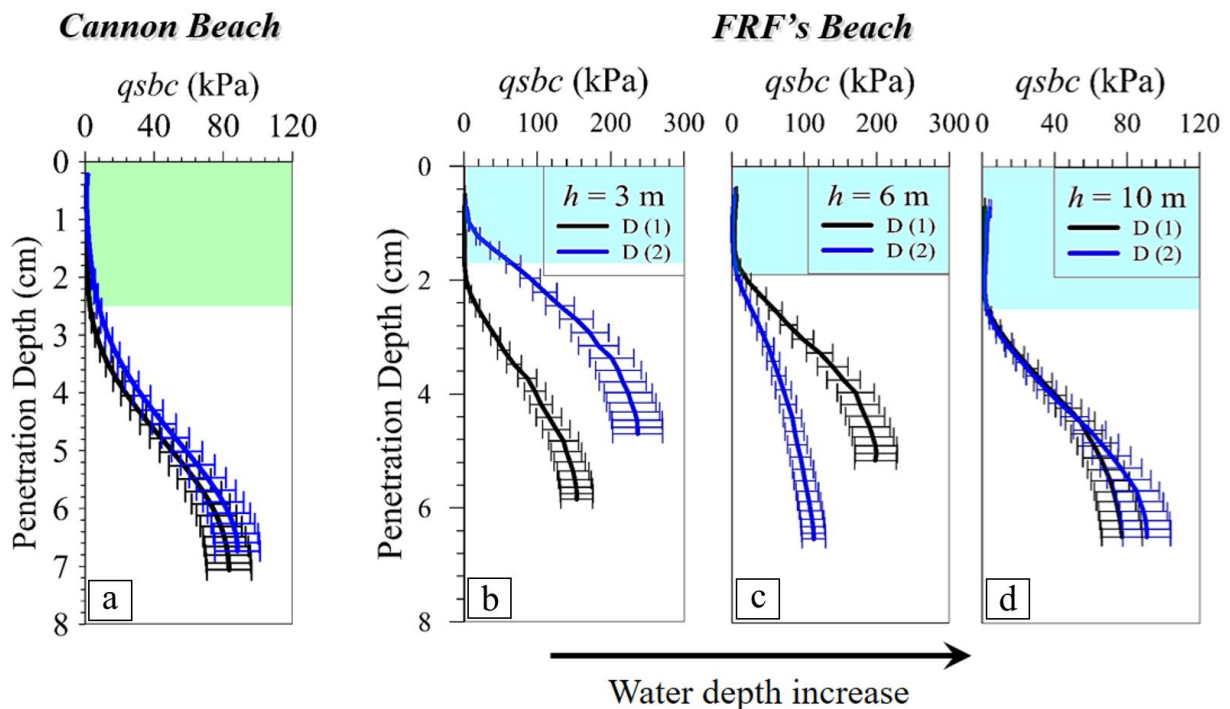 Cannon Beach
FRF's Beach
qsbc (kPa)
qsbc (kPa)
qsbc (kPa)
qsbc (kPa)
0 40 80 120
0 100 200 300
0 100 200 300
0 40 80 120
Penetration Depth (cm)
0
1
2
3
4
5
6
7
8
a
Penetration Depth (cm)
0
2
4
6
8
h = 3 m
D (1)
D (2)
b
h = 6 m
D (1)
D (2)
c
h = 10 m
D (1)
D (2)
d
Water depth increase